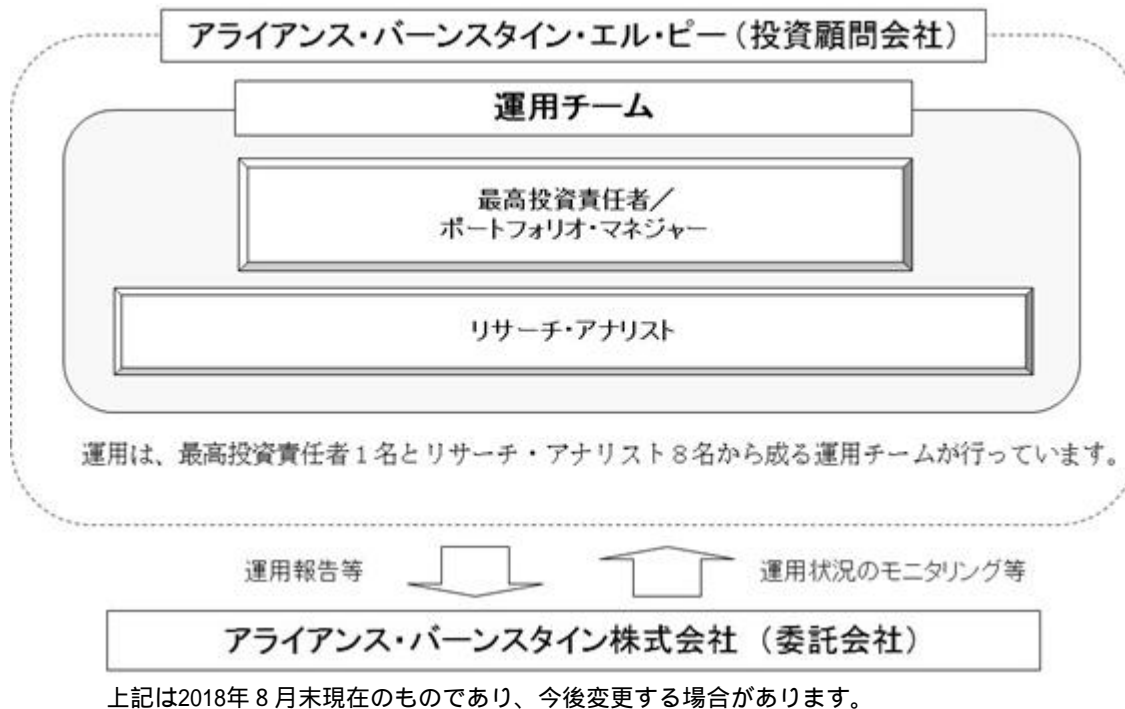 アライアンス・バーンスタイン・エル・ピー（投資顧問会社）
運用チーム
最高投資責任者／
ポートフォリオ・マネジャー
リサーチ・アナリスト
運用は、最高投資責任者１名とリサーチ・アナリスト８名から成る運用チームが行っています。
運用報告等
運用状況のモニタリング等
アライアンス・バーンスタイン株式会社（委託会社）
上記は2018年８月末現在のものであり、今後変更する場合があります。